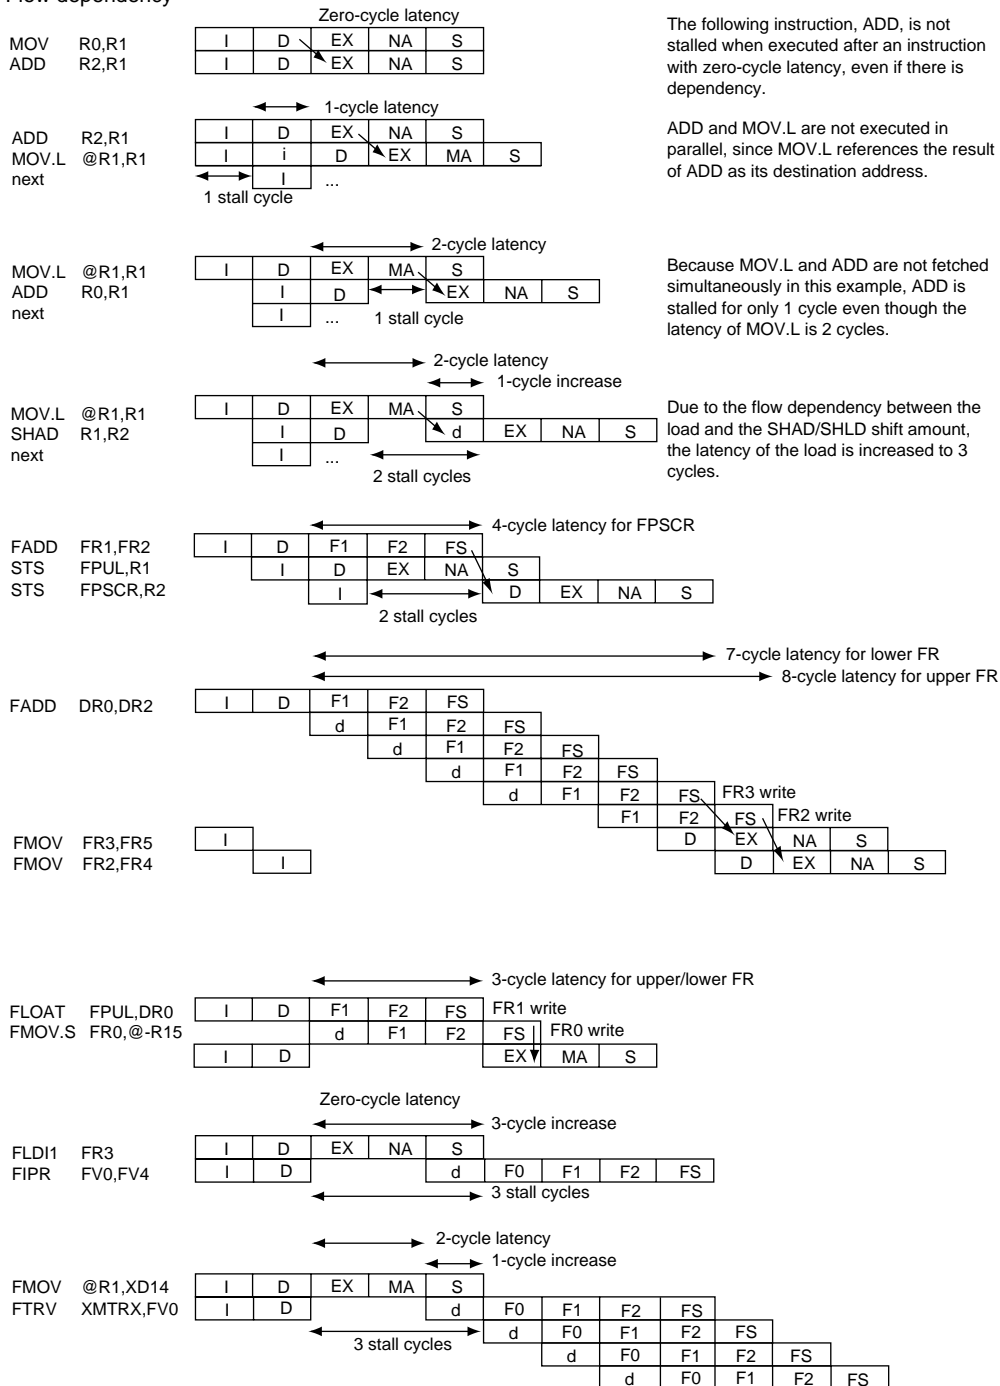 Flow dependency
Zero-cycle latency
MOV R0,R1 I D EX NA S
ADD R2,R1 I D EX NA S
The following instruction, ADD, is not
stalled when executed after an instruction
with zero-cycle latency, even if there is
dependency.
1-cycle latency
ADD R2,R1 I D EX NA S
MOV.L @R1,R1 I i D EX MA S
next I ...
1 stall cycle
ADD and MOV.L are not executed in
parallel, since MOV.L references the result
of ADD as its destination address.
2-cycle latency
MOV.L @R1,R1 I D EX MA S
ADD R0,R1 I D EX NA S
next I ... 1 stall cycle
Because MOV.L and ADD are not fetched
simultaneously in this example, ADD is
stalled for only 1 cycle even though the
latency of MOV.L is 2 cycles.
2-cycle latency
1-cycle increase
MOV.L @R1,R1 I D EX MA S
SHAD R1,R2 I D d EX NA S
next I ...
2 stall cycles
Due to the flow dependency between the
load and the SHAD/SHLD shift amount,
the latency of the load is increased to 3
cycles.
4-cycle latency for FPSCR
FADD FR1,FR2 I D F1 F2 FS
STS FPUL,R1 I D EX NA S
STS FPSCR,R2 I D EX NA S
2 stall cycles
7-cycle latency for lower FR
8-cycle latency for upper FR
FADD DR0,DR2 I D F1 F2 FS
d F1 F2 FS
d F1 F2 FS
d F1 F2 FS
d F1 F2 FS FR3 write
F1 F2 FS FR2 write
FMOV FR3,FR5 I D EX NA S
FMOV FR2,FR4 I D EX NA S
3-cycle latency for upper/lower FR
FLOAT FPUL,DR0 I D F1 F2 FS FR1 write
FMOV.S FR0,@-R15 d F1 F2 FS FR0 write
I D EX MA S
Zero-cycle latency
3-cycle increase
FLDI1 FR3 I D EX NA S
FIPR FV0,FV4 I D d F0 F1 F2 FS
3 stall cycles
2-cycle latency
1-cycle increase
FMOV @R1,XD14 I D EX MA S
FTRV XMTRX,FV0 I D d F0 F1 F2 FS
3 stall cycles d F0 F1 F2 FS
d F0 F1 F2 FS
d F0 F1 F2 FS